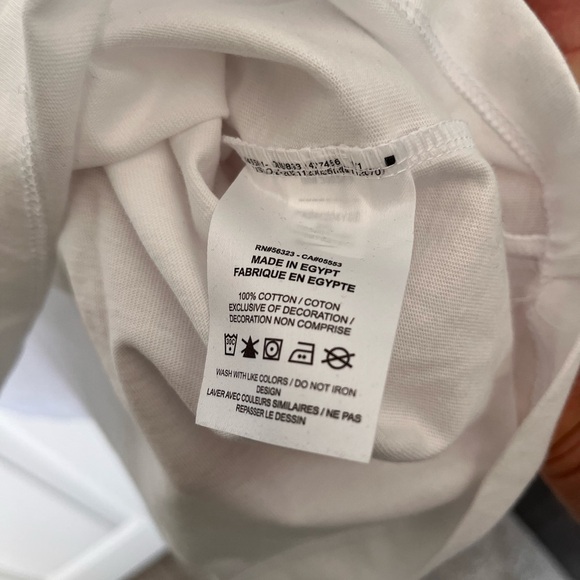 RN#56323 - CA#05553
MADE IN EGYPT
FABRIQUE EN EGYPTE
100% COTTON / COTON
EXCLUSIVE OF DECORATION /
DECORATION NON COMPRISE
30C
WASH WITH LIKE COLORS / DO NOT IRON
DESIGN
LAVER AVEC COULEURS SIMILAIRES / NE PAS
REPASSER LE DESSIN